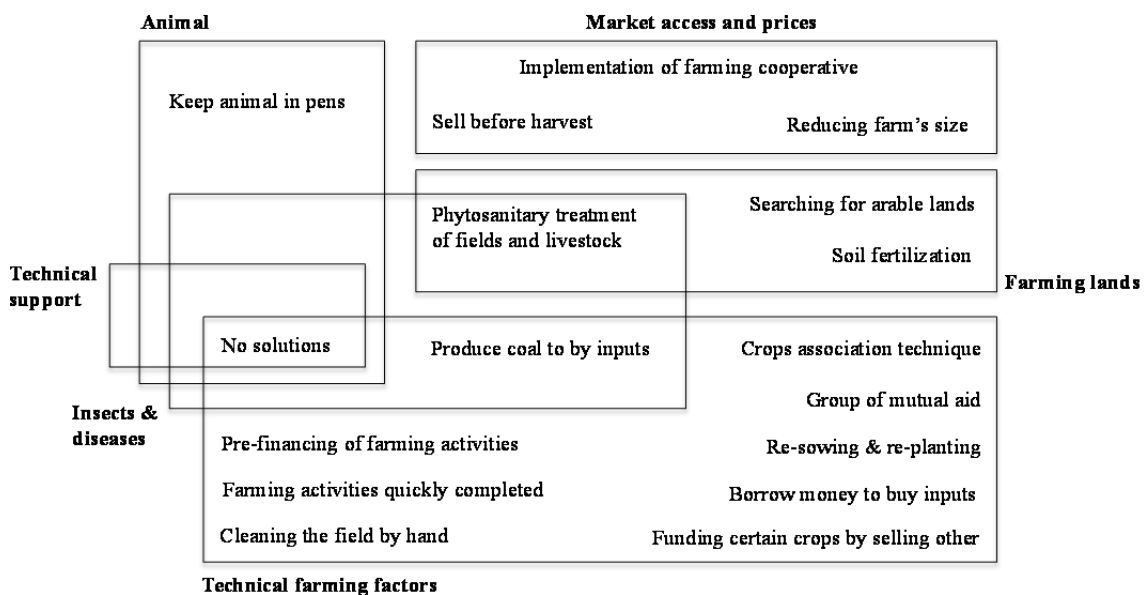 Animal
Market access and prices
Implementation of farming cooperative
Keep animal in pens
Sell before harvest
Reducing farm's size
Phytosanitary treatment
of fields and livestock
Searching for arable lands
Soil fertilization
Technical
support
Farming lands
No solutions
Produce coal to by inputs
Crops association technique
Group of mutual aid
Insects &
diseases
Pre-financing of farming activities
Re-sowing & re-planting
Farming activities quickly completed
Borrow money to buy inputs
Cleaning the field by hand
Funding certain crops by selling other
Technical farming factors